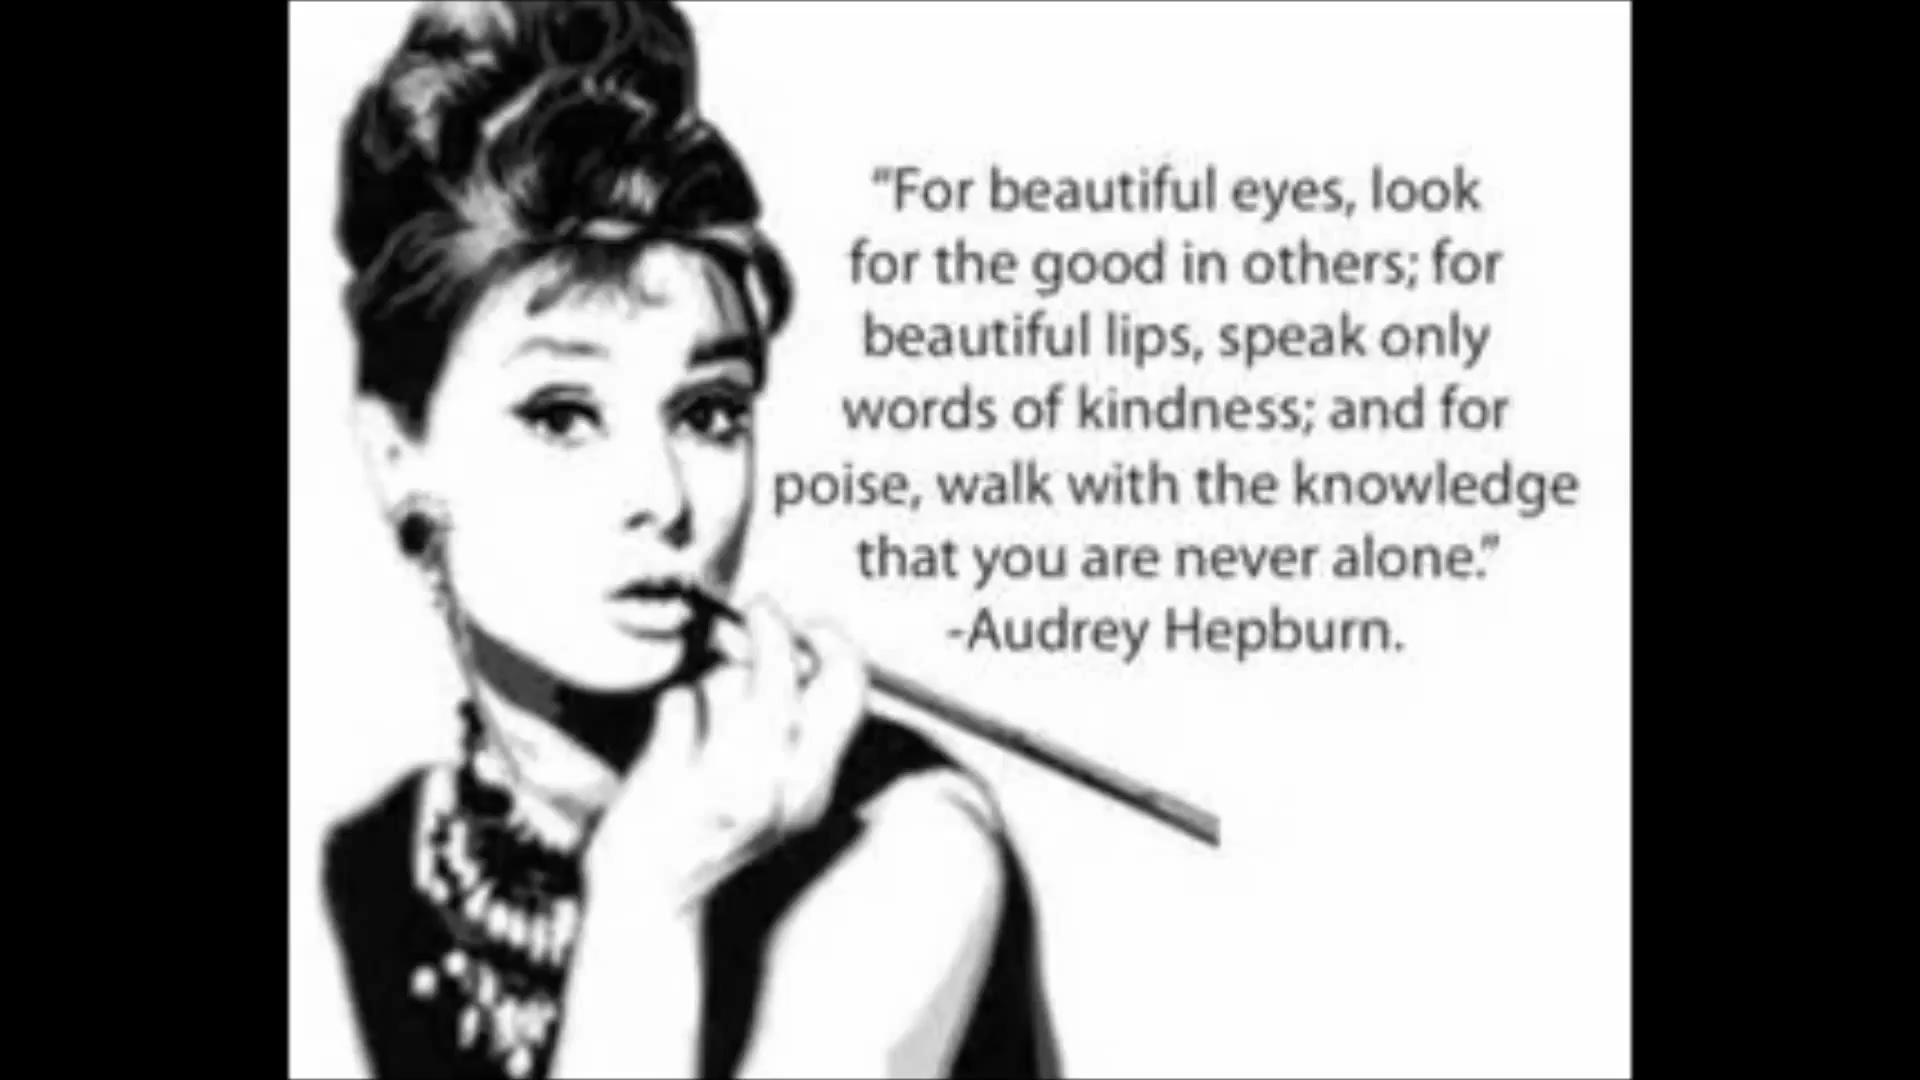 “For beautiful eyes, look
for the good in others; for
beautiful lips, speak only
words of kindness; and for
poise, walk with the knowledge
that you are never alone.”
-Audrey Hepburn.